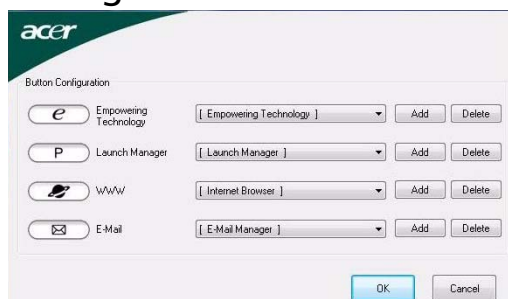 acer
Button Configuration
e Empowering Technology [ Empowering Technology ] Add Delete
P Launch Manager [ Launch Manager ] Add Delete
WWW [ Internet Browser ] Add Delete
E-Mail [ E-Mail Manager ] Add Delete
OK Cancel